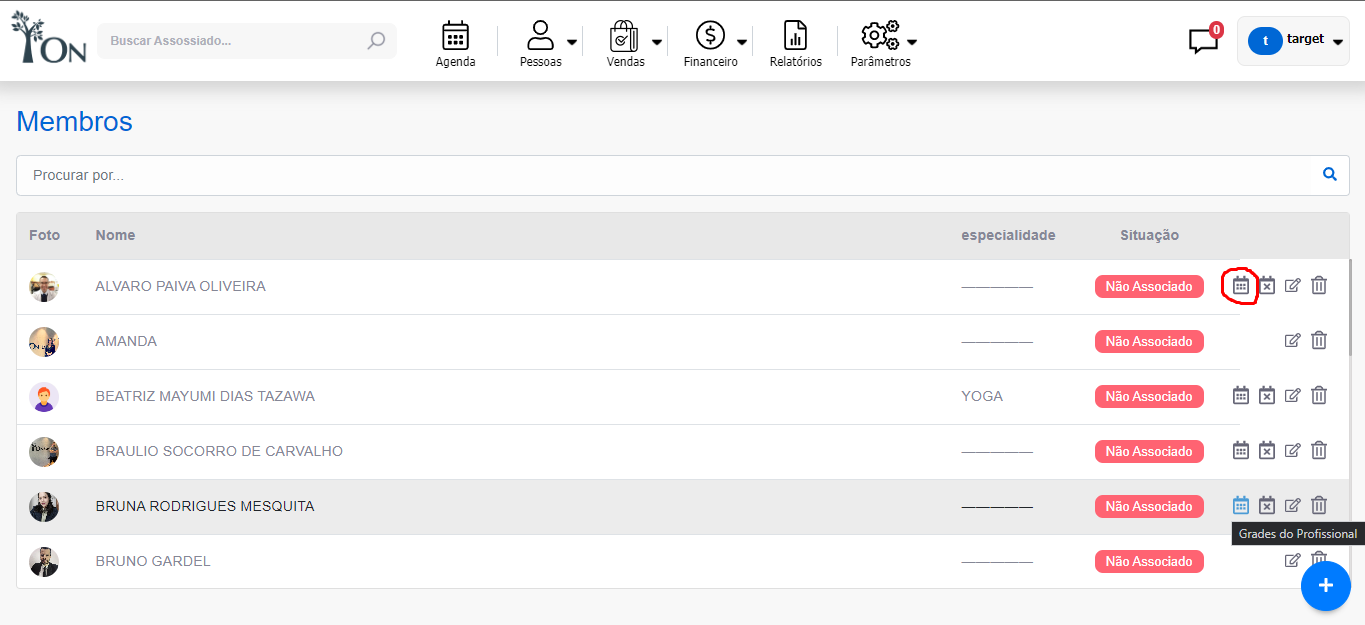 ON
Buscar Assossiado...
Agenda
Pessoas
Vendas
Financeiro
Relatórios
Parâmetros
0
t
target
Membros
Procurar por...
Foto Nome especialidade Situação
ALVARO PAIVA OLIVEIRA —————— Não Associado
AMANDA —————— Não Associado
BEATRIZ MAYUMI DIAS TAZAWA YOGA Não Associado
BRAULIO SOCORRO DE CARVALHO —————— Não Associado
BRUNA RODRIGUES MESQUITA —————— Não Associado
Grades do Profissional
BRUNO GARDEL —————— Não Associado
+